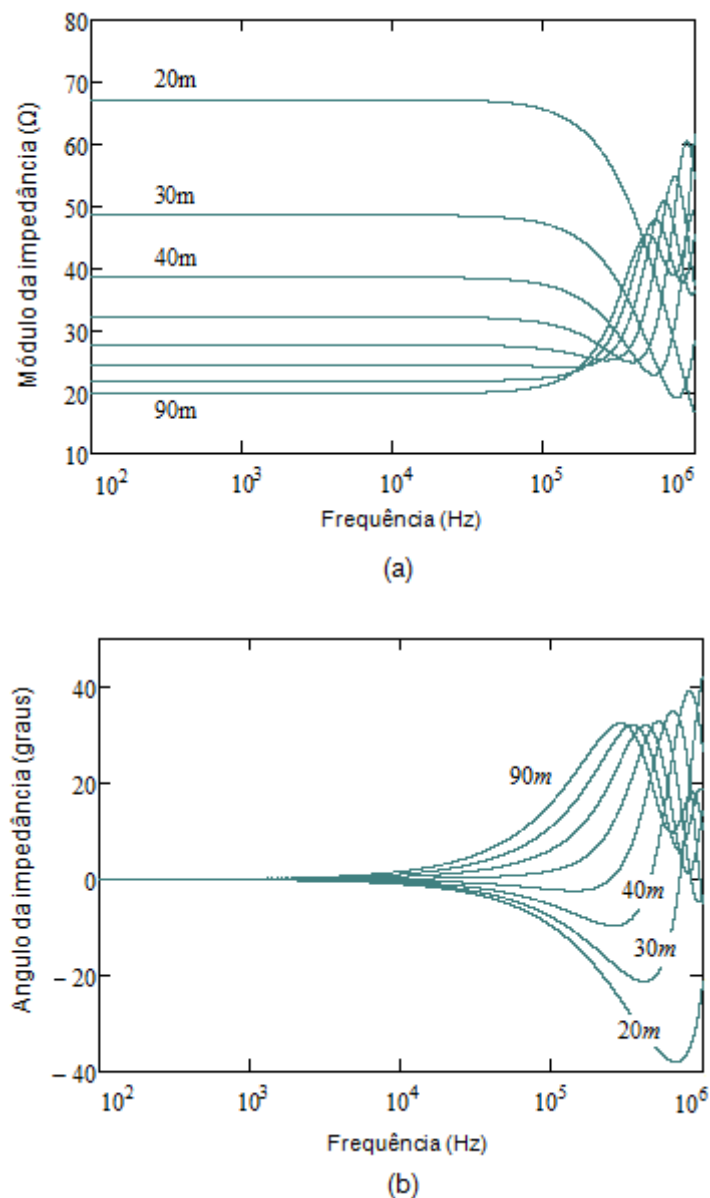 80
70
60
50
40
30
20
10
Módulo da impedância (Ω)
20m
30m
40m
90m
10² 10³ 10⁴ 10⁵ 10⁶
Frequência (Hz)
(a)
40
20
0
− 20
− 40
Angulo da impedância (graus)
90m
40m
30m
20m
10² 10³ 10⁴ 10⁵ 10⁶
Frequência (Hz)
(b)